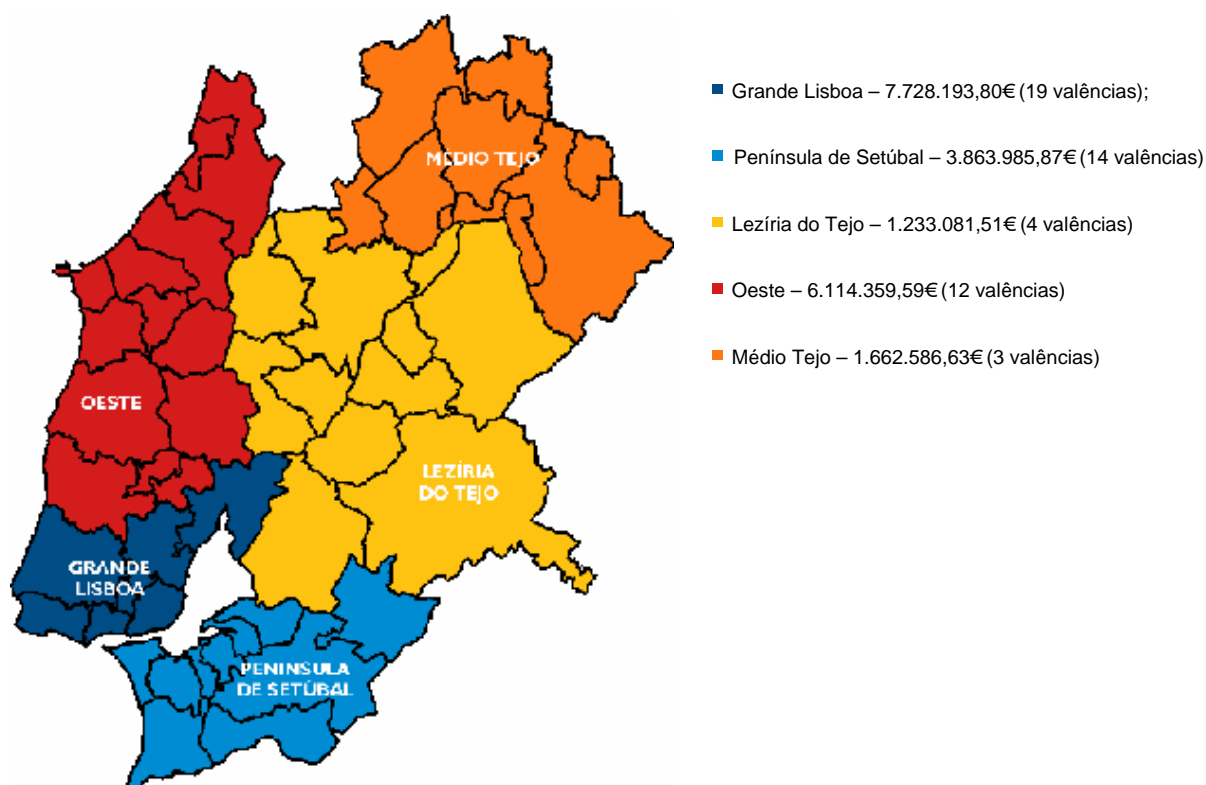 Grande Lisboa – 7.728.193,80€ (19 valências);
Península de Setúbal – 3.863.985,87€ (14 valências)
Lezíria do Tejo – 1.233.081,51€ (4 valências)
Oeste – 6.114.359,59€ (12 valências)
Médio Tejo – 1.662.586,63€ (3 valências)
MÉDIO TEJO
OESTE
LEZÍRIA
DO TEJO
GRANDE
LISBOA
PENINSULA
DE SETÚBAL